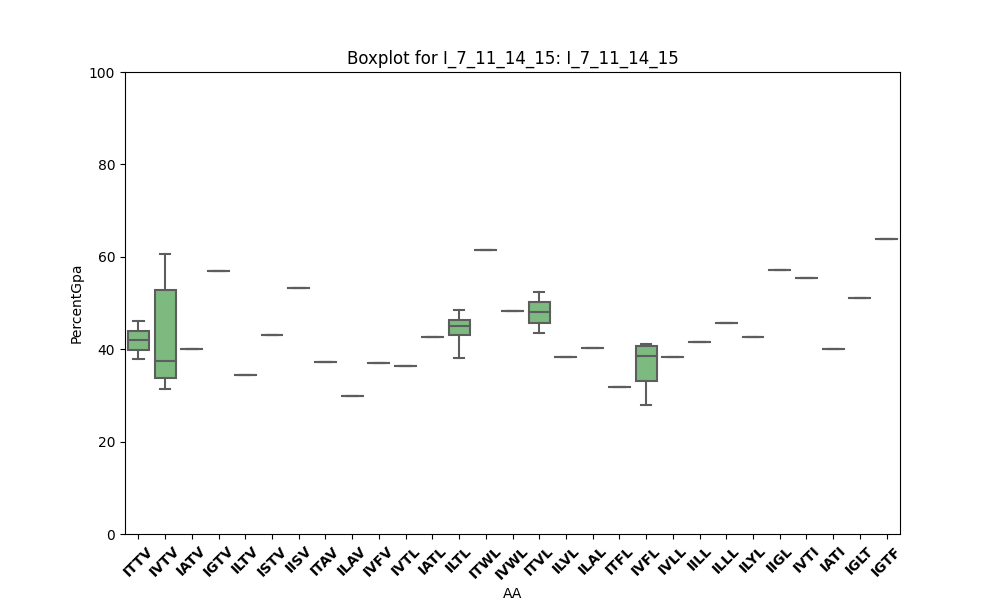 Boxplot for I_7_11_14_15: I_7_11_14_15
100
80
60
40
20
0
PercentGpa
ITTV IVTV IATV IGTV ILTV ISTV IISV ITAV ILAV IVFV IVTL IATL ILTL ITWL IVWL ITVL ILVL ILAL ITFL IVFL IVLL IILL ILLL ILYL IIGL IVTI IATI IGLT IGTF
AA